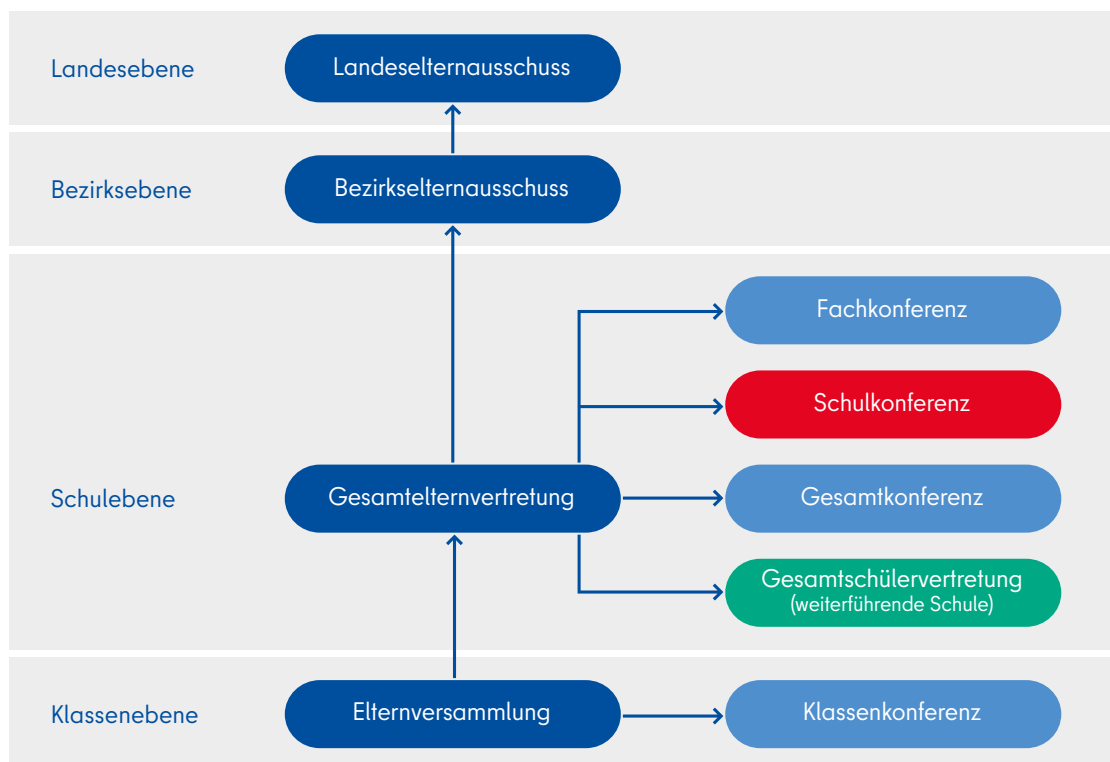 Landesebene
Landeselternausschuss
Bezirksebene
Bezirkselternausschuss
Schulebene
Fachkonferenz
Schulkonferenz
Gesamtelternvertretung
Gesamtkonferenz
Gesamtschülervertretung
(weiterführende Schule)
Klassenebene
Elternversammlung
Klassenkonferenz